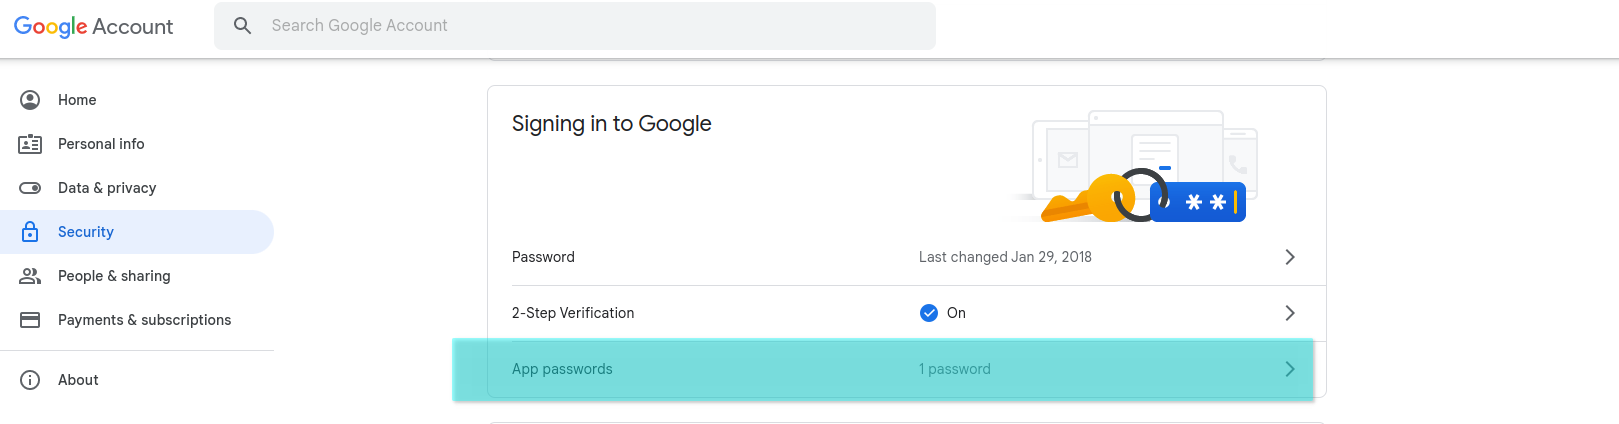 Google Account
Search Google Account
Home
Personal info
Data & privacy
Security
People & sharing
Payments & subscriptions
About
Signing in to Google
**
Password Last changed Jan 29, 2018
2-Step Verification On
App passwords 1 password